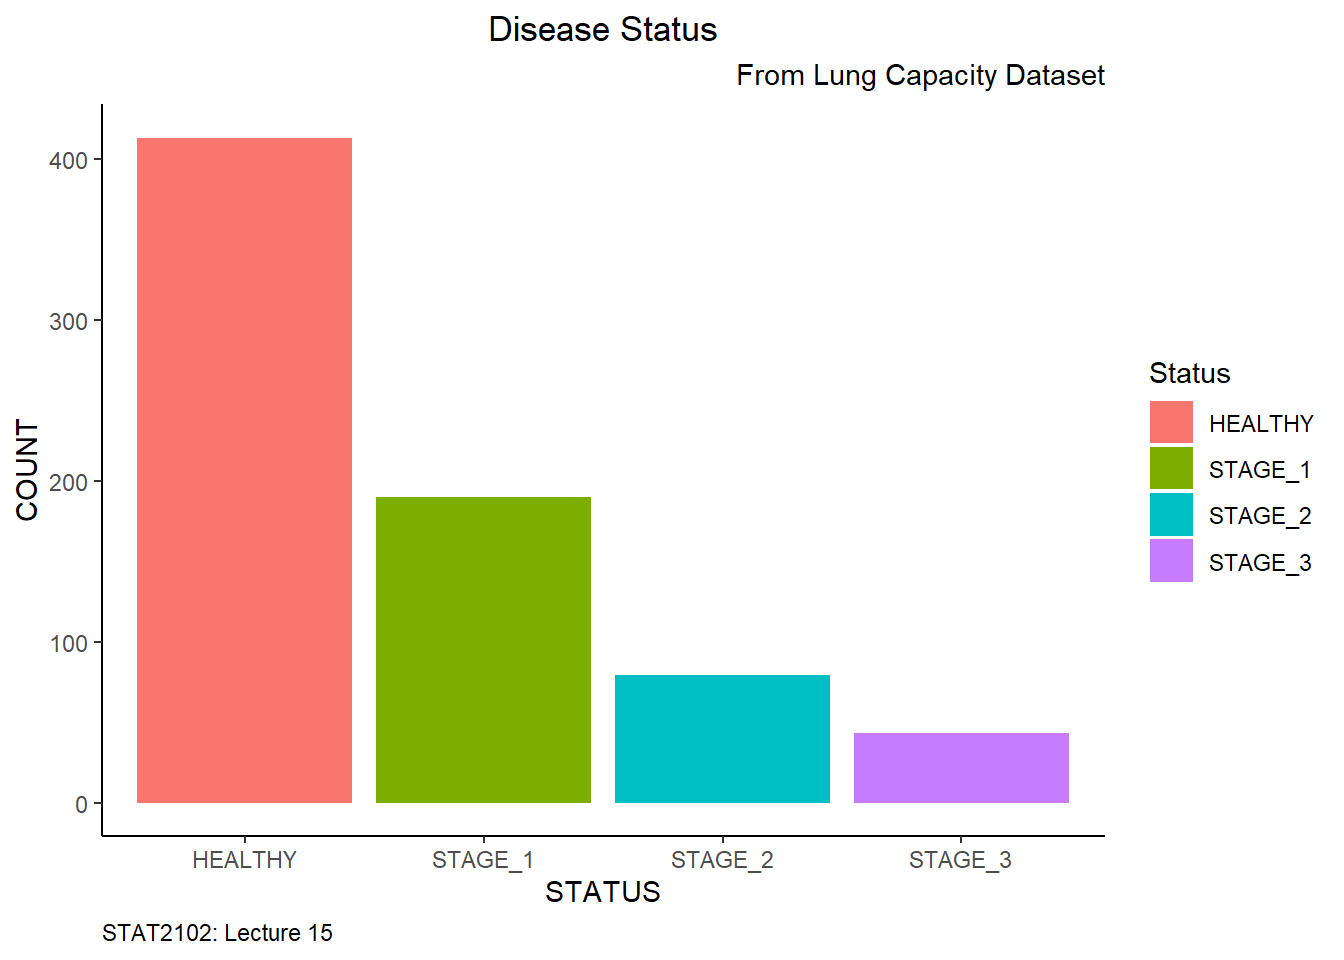 Disease Status
From Lung Capacity Dataset
COUNT
400
300
200
100
0
HEALTHY
STAGE_1
STAGE_2
STAGE_3
STATUS
Status
HEALTHY
STAGE_1
STAGE_2
STAGE_3
STAT2102: Lecture 15